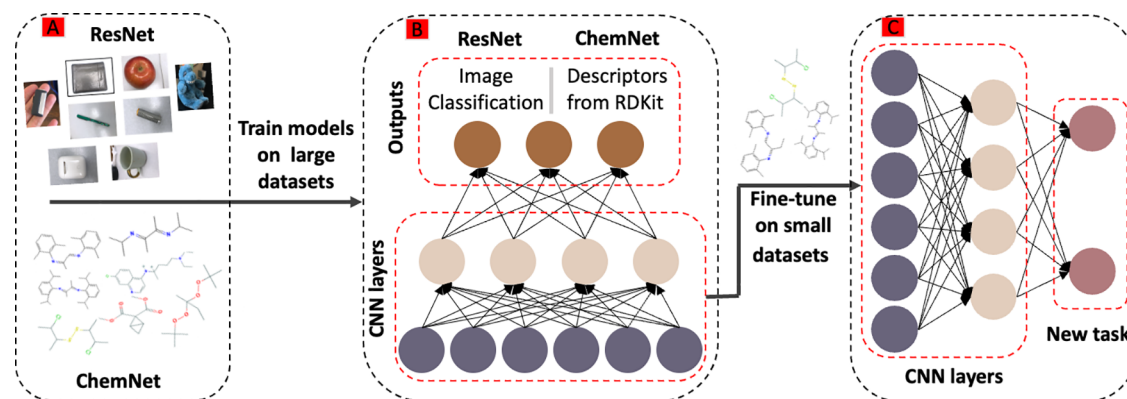 A
ResNet
ChemNet
Train models
on large
datasets
B
ResNet
ChemNet
Image
Classification
Descriptors
from RDKit
Outputs
CNN layers
Fine-tune
on small
datasets
C
New task
CNN layers